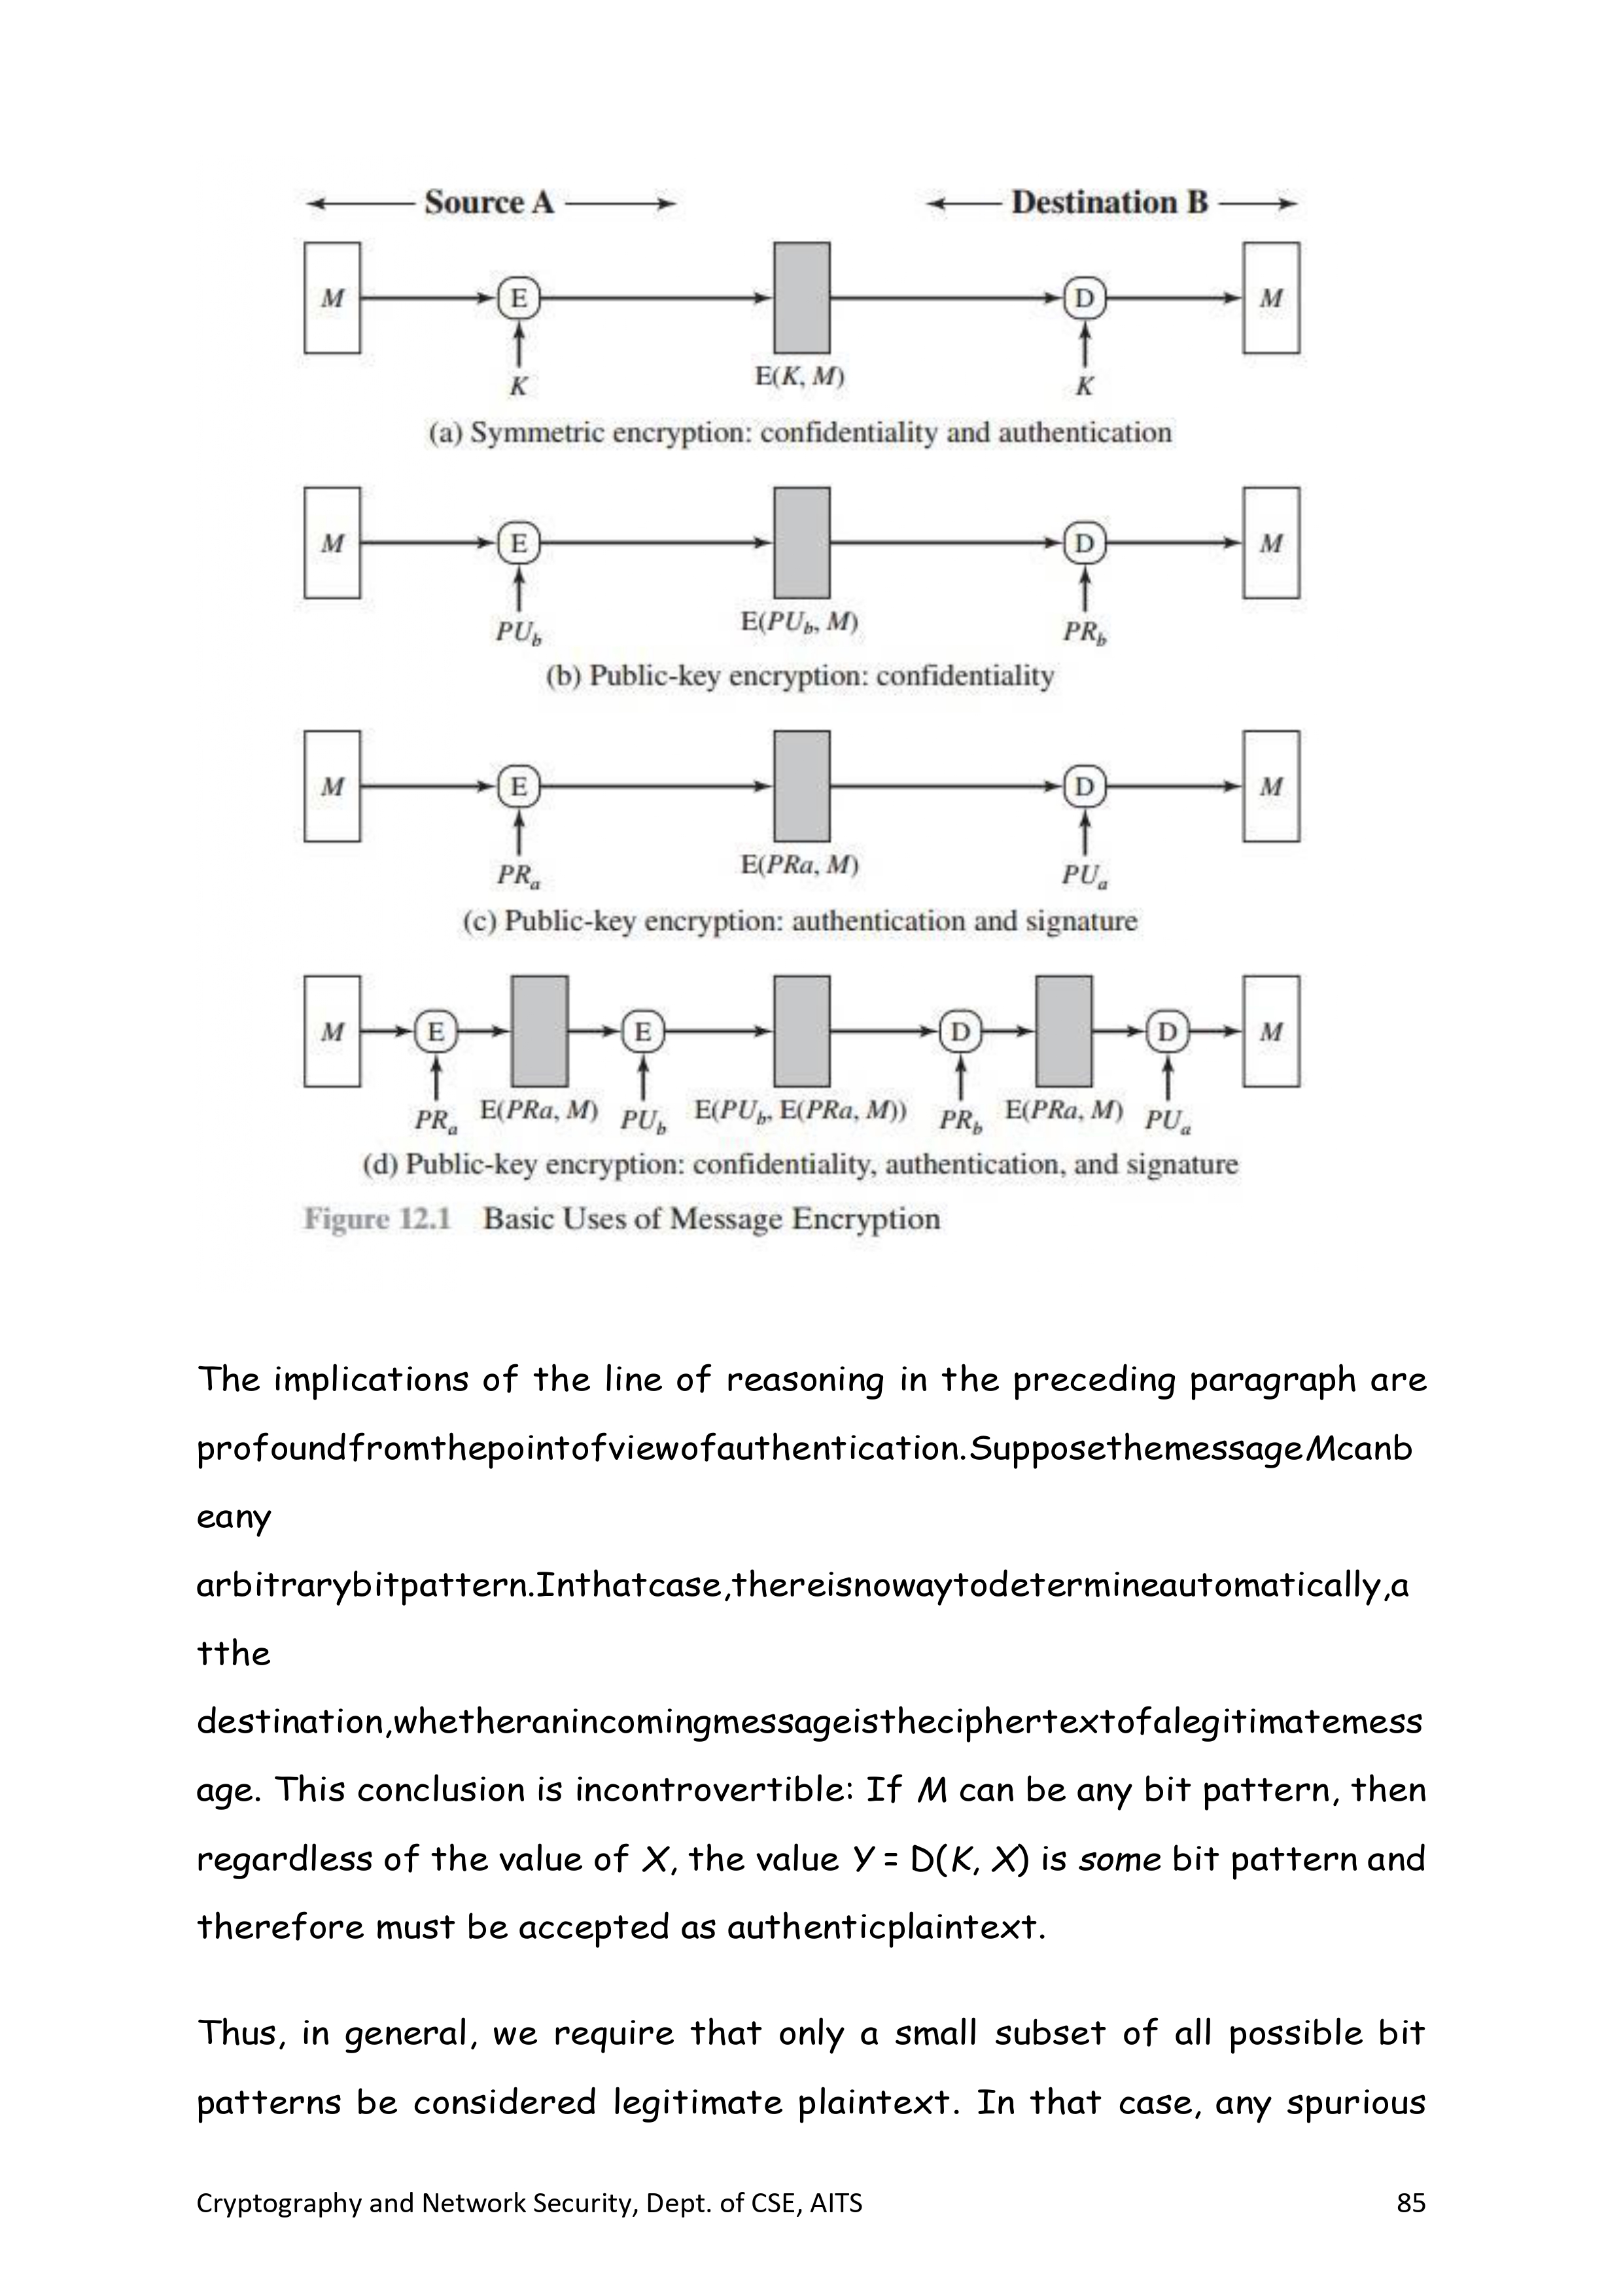 Source A Destination B
M E D M
K E(K, M) K
(a) Symmetric encryption: confidentiality and authentication
M E D M
PU_b E(PU_b, M) PR_b
(b) Public-key encryption: confidentiality
M E D M
PR_a E(PRa, M) PU_a
(c) Public-key encryption: authentication and signature
M E E D D M
PR_a E(PRa, M) PU_b E(PU_b, E(PRa, M)) PR_b E(PRa, M) PU_a
(d) Public-key encryption: confidentiality, authentication, and signature
Figure 12.1 Basic Uses of Message Encryption
The implications of the line of reasoning in the preceding paragraph are
profoundfromthepointofviewofauthentication.SupposethemessageMcanb
eany
arbitrarybitpattern.Inthatcase,thereisnowaytodetermineautomatically,a
tthe
destination,whetheranincomingmessageistheciphertextofalegitimatemess
age. This conclusion is incontrovertible: If M can be any bit pattern, then
regardless of the value of X, the value Y = D(K, X) is some bit pattern and
therefore must be accepted as authenticplaintext.
Thus, in general, we require that only a small subset of all possible bit
patterns be considered legitimate plaintext. In that case, any spurious
Cryptography and Network Security, Dept. of CSE, AITS 85